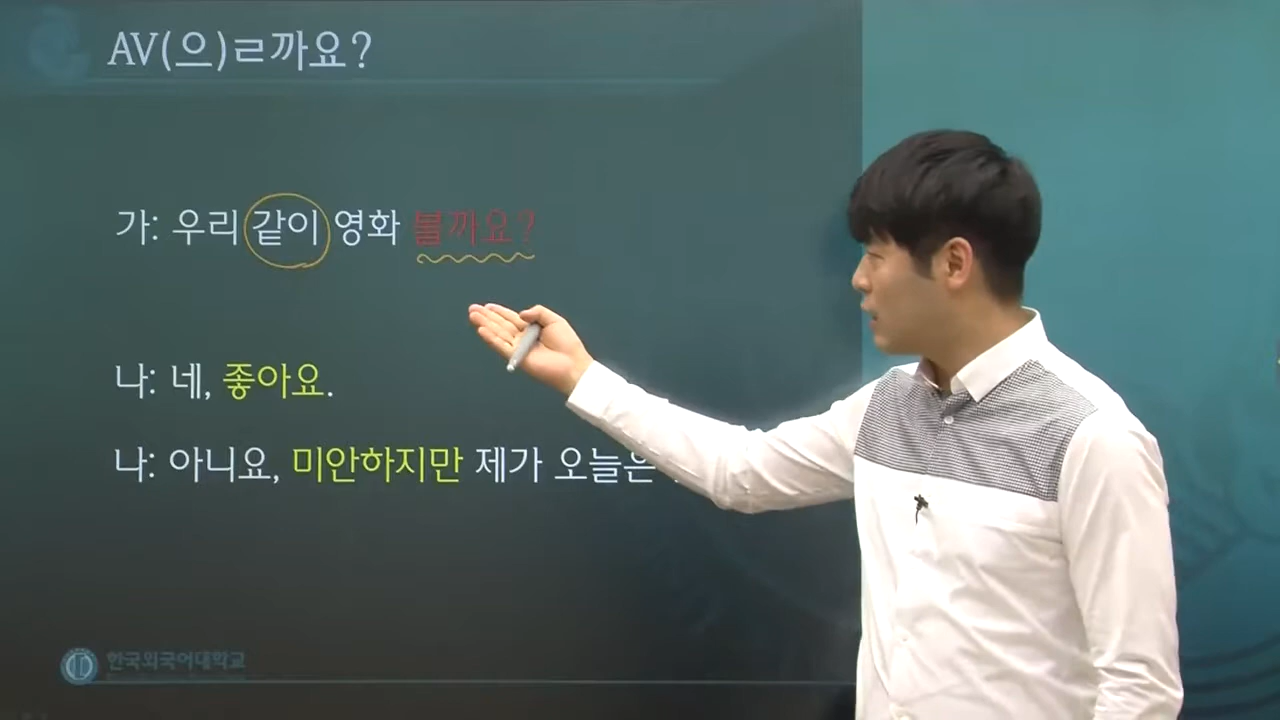 AV(으)ㄹ까요?
가: 우리 같이 영화 볼까요?
나: 네, 좋아요.
나: 아니요, 미안하지만 제가 오늘은
한국외국어대학교